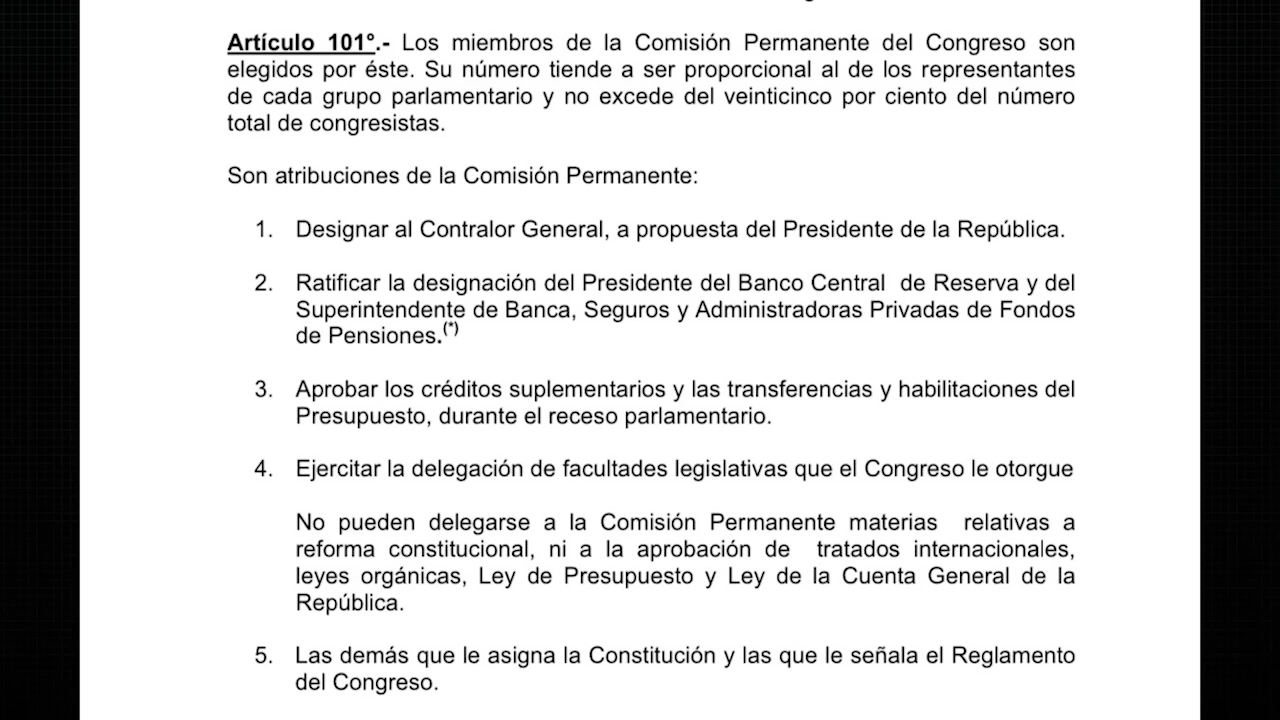 Artículo 101°.- Los miembros de la Comisión Permanente del Congreso son
elegidos por éste. Su número tiende a ser proporcional al de los representantes
de cada grupo parlamentario y no excede del veinticinco por ciento del número
total de congresistas.
Son atribuciones de la Comisión Permanente:
1. Designar al Contralor General, a propuesta del Presidente de la República.
2. Ratificar la designación del Presidente del Banco Central de Reserva y del
Superintendente de Banca, Seguros y Administradoras Privadas de Fondos
de Pensiones.(*)
3. Aprobar los créditos suplementarios y las transferencias y habilitaciones del
Presupuesto, durante el receso parlamentario.
4. Ejercitar la delegación de facultades legislativas que el Congreso le otorgue
No pueden delegarse a la Comisión Permanente materias relativas a
reforma constitucional, ni a la aprobación de tratados internacionales,
leyes orgánicas, Ley de Presupuesto y Ley de la Cuenta General de la
República.
5. Las demás que le asigna la Constitución y las que le señala el Reglamento
del Congreso.